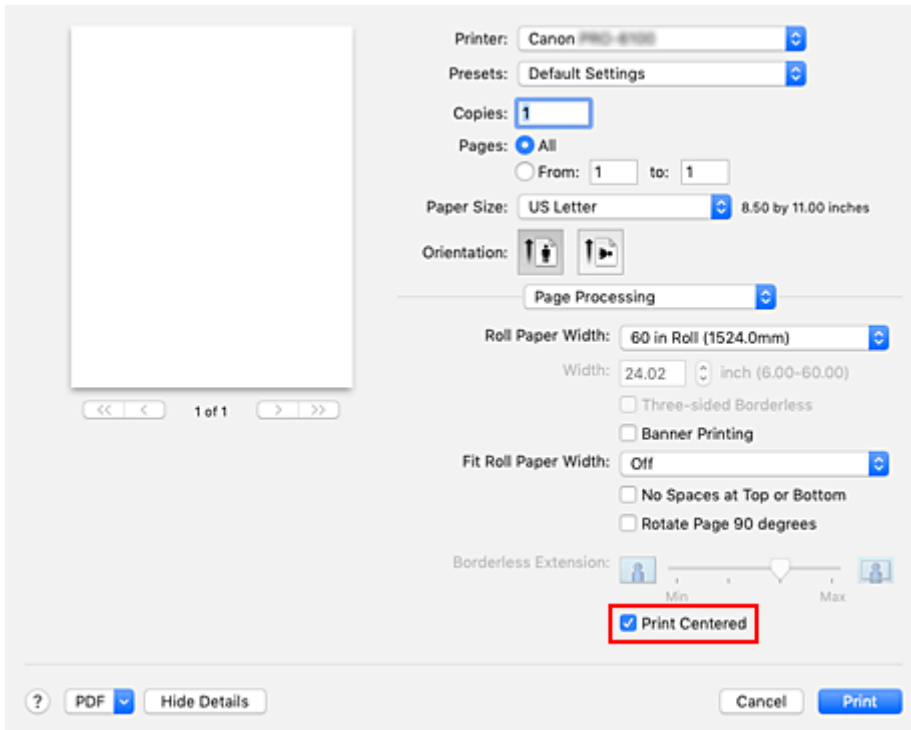 Printer: Canon
Presets: Default Settings
Copies: 1
Pages: All
From: 1 to: 1
Paper Size: US Letter 8.50 by 11.00 inches
Orientation:
Page Processing
Roll Paper Width: 60 in Roll (1524.0mm)
Width: 24.02 inch (6.00-60.00)
<< < 1 of 1 > >>
Three-sided Borderless
Banner Printing
Fit Roll Paper Width: Off
No Spaces at Top or Bottom
Rotate Page 90 degrees
Borderless Extension:
Min Max
Print Centered
? PDF Hide Details Cancel Print